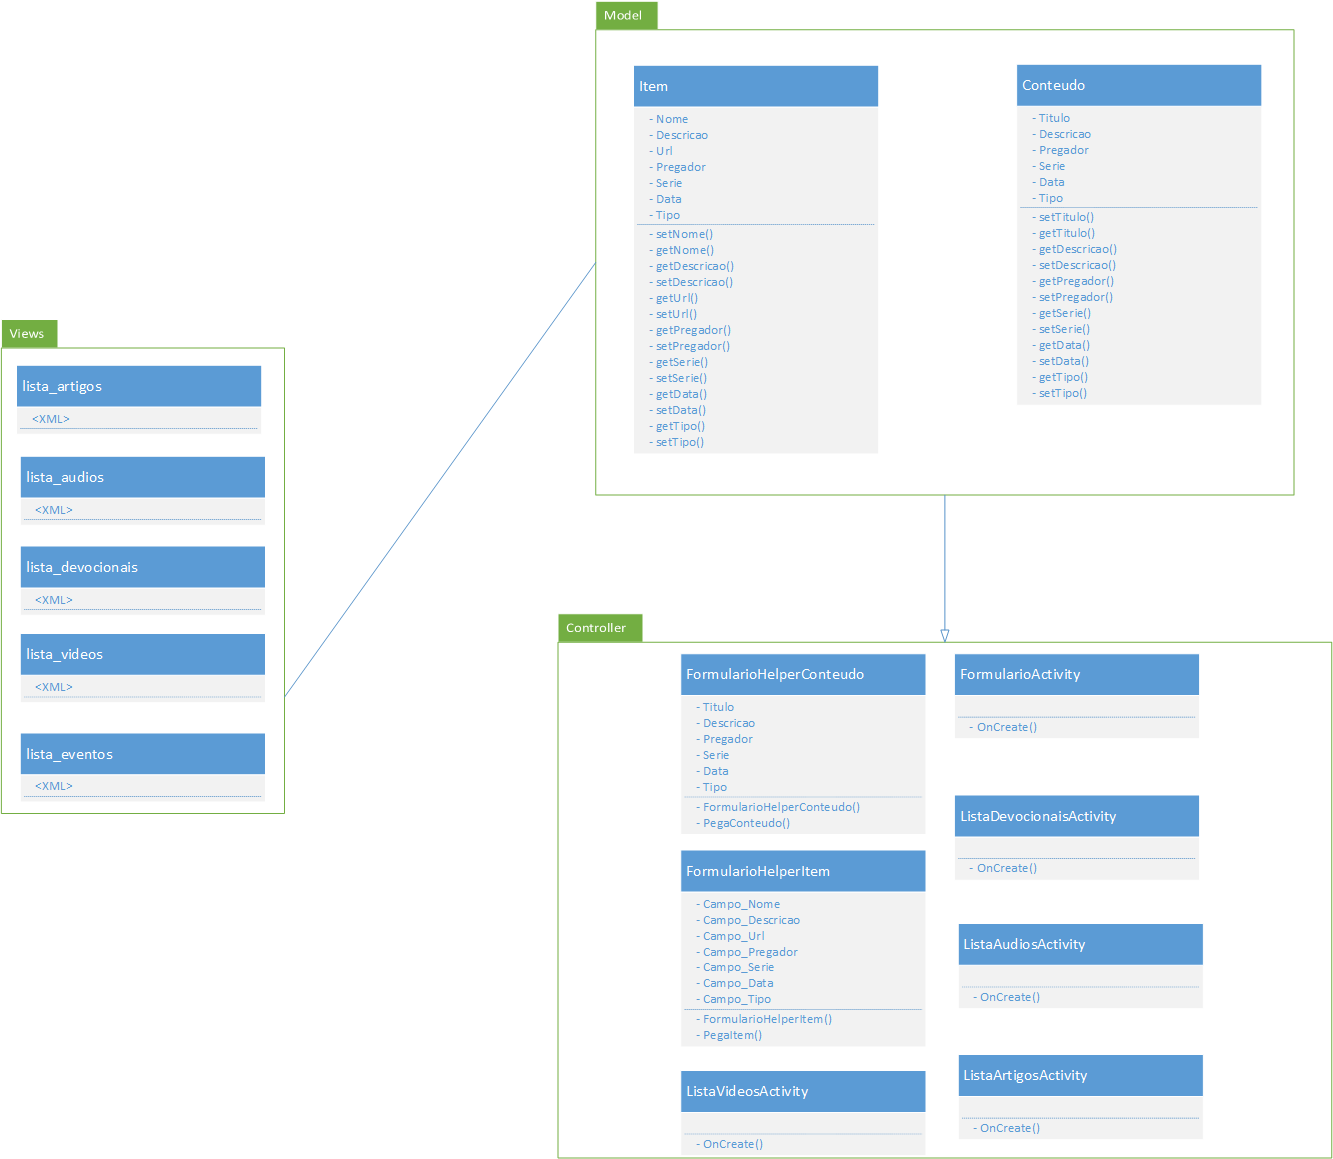 Model
Item
- Nome
- Descricao
- Url
- Pregador
- Serie
- Data
- Tipo
- setNome()
- getNome()
- getDescricao()
- setDescricao()
- getUrl()
- setUrl()
- getPregador()
- setPregador()
- getSerie()
- setSerie()
- getData()
- setData()
- getTipo()
- setTipo()
Conteudo
- Titulo
- Descricao
- Pregador
- Serie
- Data
- Tipo
- setTitulo()
- getTitulo()
- getDescricao()
- setDescricao()
- getPregador()
- setPregador()
- getSerie()
- setSerie()
- getData()
- setData()
- getTipo()
- setTipo()
Views
lista_artigos
<XML>
lista_audios
<XML>
lista_devocionais
<XML>
lista_videos
<XML>
lista_eventos
<XML>
Controller
FormularioHelperConteudo
- Titulo
- Descricao
- Pregador
- Serie
- Data
- Tipo
- FormularioHelperConteudo()
- PegaConteudo()
FormularioHelperItem
- Campo_Nome
- Campo_Descricao
- Campo_Url
- Campo_Pregador
- Campo_Serie
- Campo_Data
- Campo_Tipo
- FormularioHelperItem()
- PegaItem()
ListaVideosActivity
- OnCreate()
FormularioActivity
- OnCreate()
ListaDevocionaisActivity
- OnCreate()
ListaAudiosActivity
- OnCreate()
ListaArtigosActivity
- OnCreate()